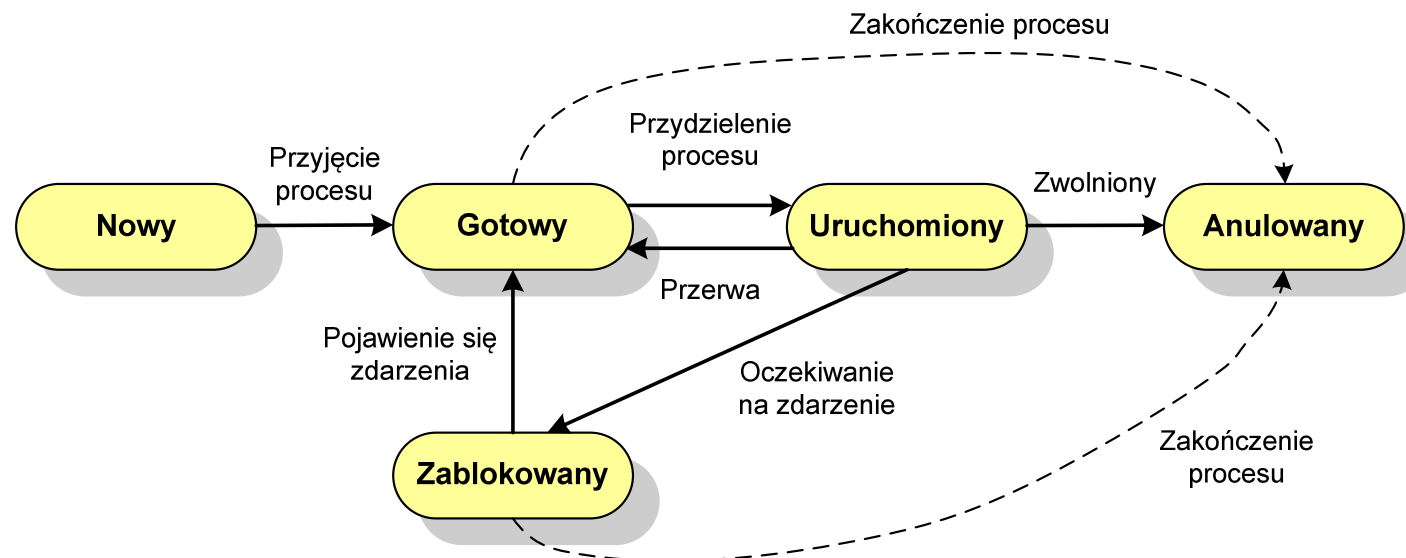 Zakończenie procesu
Przydzielenie
procesu
Przyjęcie
procesu
Zwolniony
Nowy
Gotowy
Uruchomiony
Anulowany
Przerwa
Pojawienie się
zdarzenia
Oczekiwanie
na zdarzenie
Zablokowany
Zakończenie
procesu